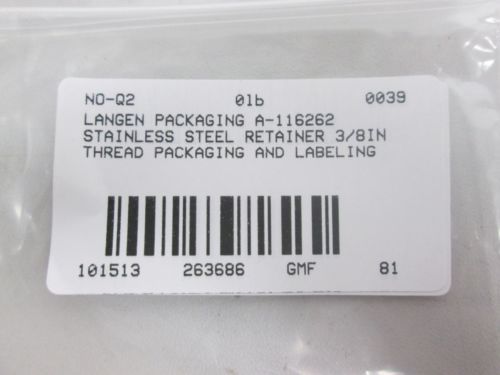 NO-Q2 0lb 0039
LANGEN PACKAGING A-116262
STAINLESS STEEL RETAINER 3/8IN
THREAD PACKAGING AND LABELING
101513 263686 GMF 81